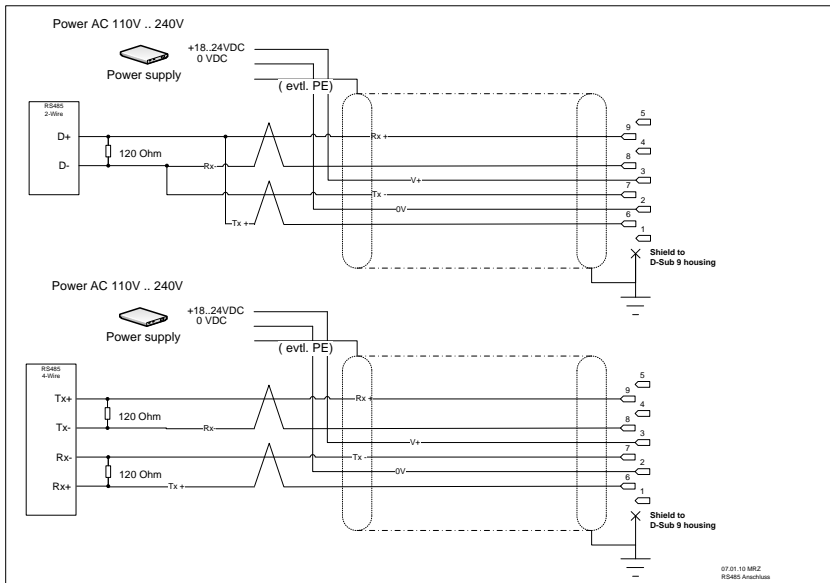 Power AC 110V .. 240V
+18..24VDC
0 VDC
Power supply
( evtl. PE)
RS485
2-Wire
D+
D-
120 Ohm
Rx +
Rx-
V+
Tx -
0V
Tx +
5
9
4
8
3
7
2
6
1
Shield to
D-Sub 9 housing
Power AC 110V .. 240V
+18..24VDC
0 VDC
Power supply
( evtl. PE)
RS485
4-Wire
Tx+
Tx-
Rx-
Rx+
120 Ohm
120 Ohm
Rx +
Rx-
V+
Tx -
0V
Tx +
5
9
4
8
3
7
2
6
1
Shield to
D-Sub 9 housing
07.01.10 MRZ
RS485 Anschluss